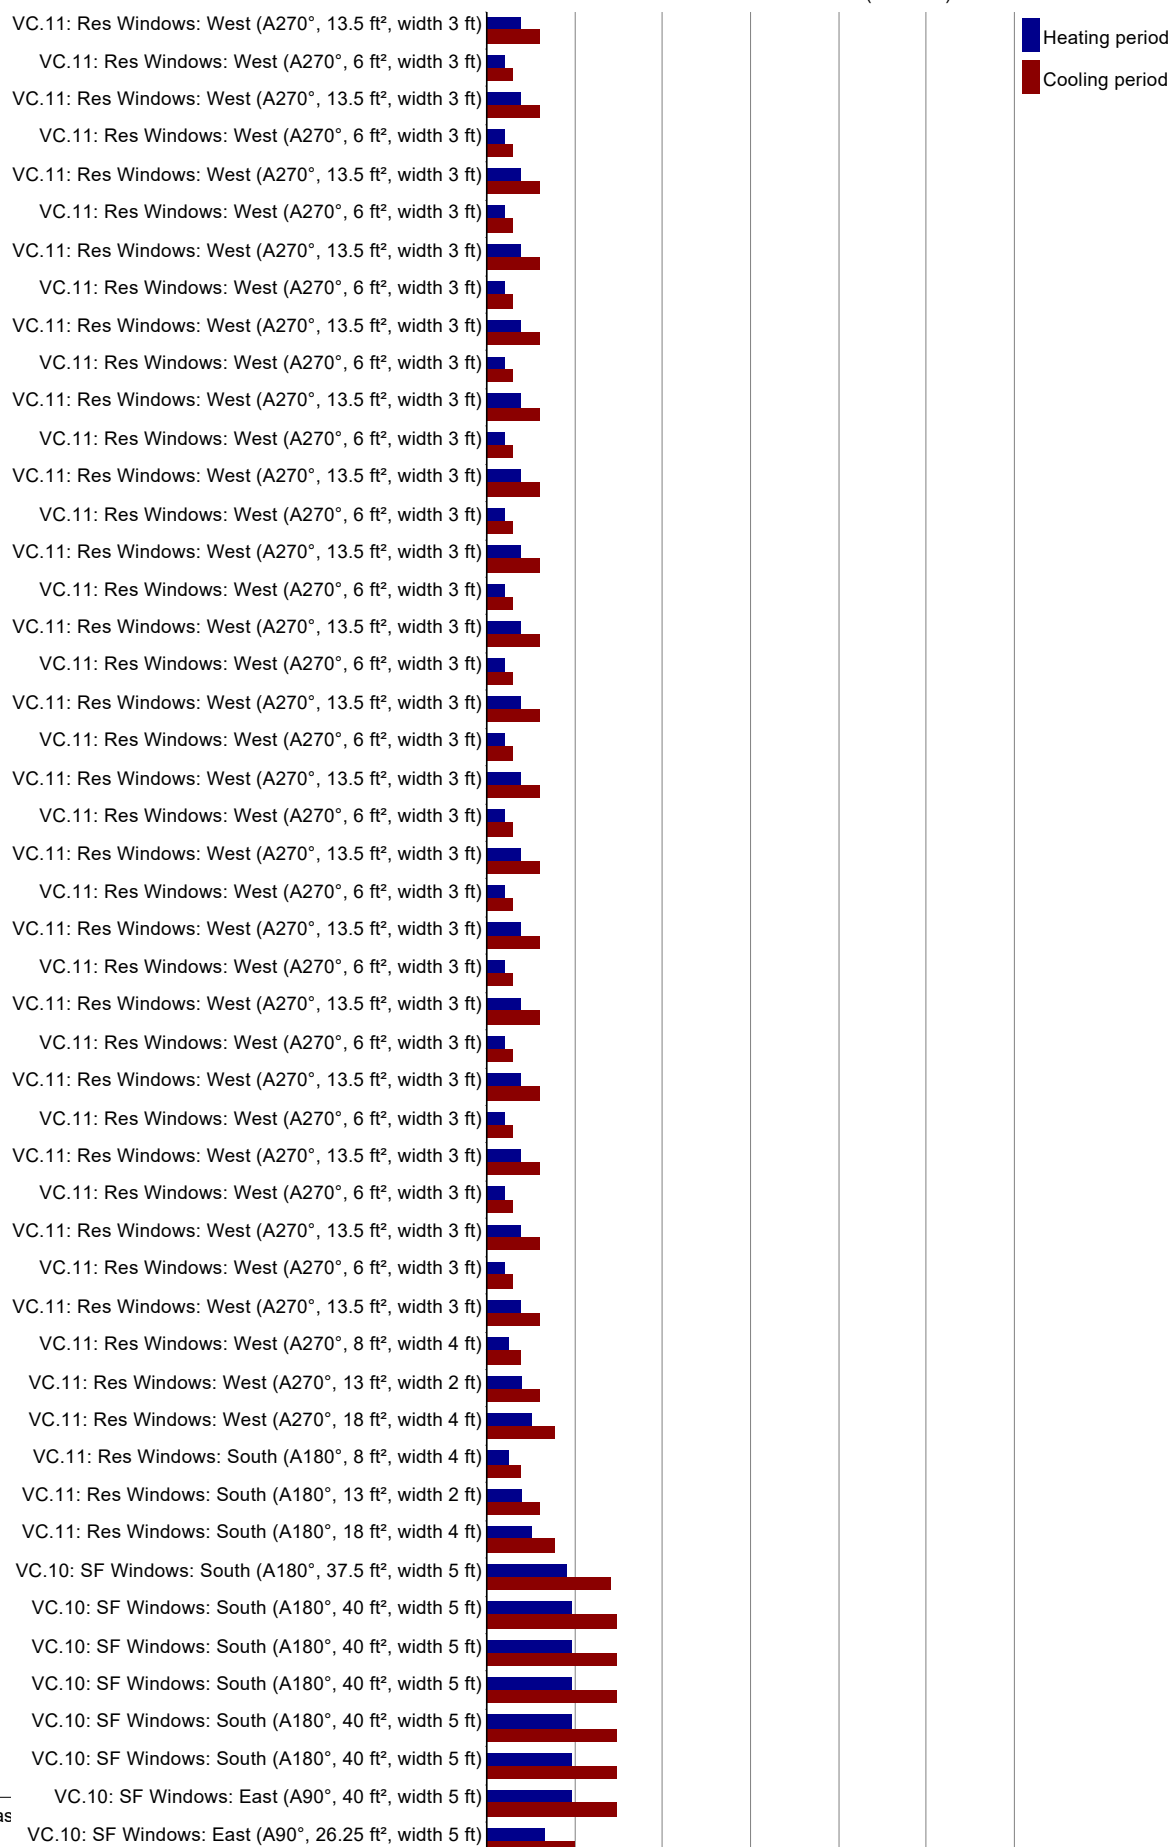 VC.11: Res Windows: West (A270°, 13.5 ft², width 3 ft)
Heating period
VC.11: Res Windows: West (A270°, 6 ft², width 3 ft)
Cooling period
VC.11: Res Windows: West (A270°, 13.5 ft², width 3 ft)
VC.11: Res Windows: West (A270°, 6 ft², width 3 ft)
VC.11: Res Windows: West (A270°, 13.5 ft², width 3 ft)
VC.11: Res Windows: West (A270°, 6 ft², width 3 ft)
VC.11: Res Windows: West (A270°, 13.5 ft², width 3 ft)
VC.11: Res Windows: West (A270°, 6 ft², width 3 ft)
VC.11: Res Windows: West (A270°, 13.5 ft², width 3 ft)
VC.11: Res Windows: West (A270°, 6 ft², width 3 ft)
VC.11: Res Windows: West (A270°, 13.5 ft², width 3 ft)
VC.11: Res Windows: West (A270°, 6 ft², width 3 ft)
VC.11: Res Windows: West (A270°, 13.5 ft², width 3 ft)
VC.11: Res Windows: West (A270°, 6 ft², width 3 ft)
VC.11: Res Windows: West (A270°, 13.5 ft², width 3 ft)
VC.11: Res Windows: West (A270°, 6 ft², width 3 ft)
VC.11: Res Windows: West (A270°, 13.5 ft², width 3 ft)
VC.11: Res Windows: West (A270°, 6 ft², width 3 ft)
VC.11: Res Windows: West (A270°, 13.5 ft², width 3 ft)
VC.11: Res Windows: West (A270°, 6 ft², width 3 ft)
VC.11: Res Windows: West (A270°, 13.5 ft², width 3 ft)
VC.11: Res Windows: West (A270°, 6 ft², width 3 ft)
VC.11: Res Windows: West (A270°, 13.5 ft², width 3 ft)
VC.11: Res Windows: West (A270°, 6 ft², width 3 ft)
VC.11: Res Windows: West (A270°, 13.5 ft², width 3 ft)
VC.11: Res Windows: West (A270°, 6 ft², width 3 ft)
VC.11: Res Windows: West (A270°, 13.5 ft², width 3 ft)
VC.11: Res Windows: West (A270°, 6 ft², width 3 ft)
VC.11: Res Windows: West (A270°, 13.5 ft², width 3 ft)
VC.11: Res Windows: West (A270°, 6 ft², width 3 ft)
VC.11: Res Windows: West (A270°, 13.5 ft², width 3 ft)
VC.11: Res Windows: West (A270°, 6 ft², width 3 ft)
VC.11: Res Windows: West (A270°, 13.5 ft², width 3 ft)
VC.11: Res Windows: West (A270°, 6 ft², width 3 ft)
VC.11: Res Windows: West (A270°, 13.5 ft², width 3 ft)
VC.11: Res Windows: West (A270°, 8 ft², width 4 ft)
VC.11: Res Windows: West (A270°, 13 ft², width 2 ft)
VC.11: Res Windows: West (A270°, 18 ft², width 4 ft)
VC.11: Res Windows: South (A180°, 8 ft², width 4 ft)
VC.11: Res Windows: South (A180°, 13 ft², width 2 ft)
VC.11: Res Windows: South (A180°, 18 ft², width 4 ft)
VC.10: SF Windows: South (A180°, 37.5 ft², width 5 ft)
VC.10: SF Windows: South (A180°, 40 ft², width 5 ft)
VC.10: SF Windows: South (A180°, 40 ft², width 5 ft)
VC.10: SF Windows: South (A180°, 40 ft², width 5 ft)
VC.10: SF Windows: South (A180°, 40 ft², width 5 ft)
VC.10: SF Windows: South (A180°, 40 ft², width 5 ft)
VC.10: SF Windows: East (A90°, 40 ft², width 5 ft)
VC.10: SF Windows: East (A90°, 26.25 ft², width 5 ft)